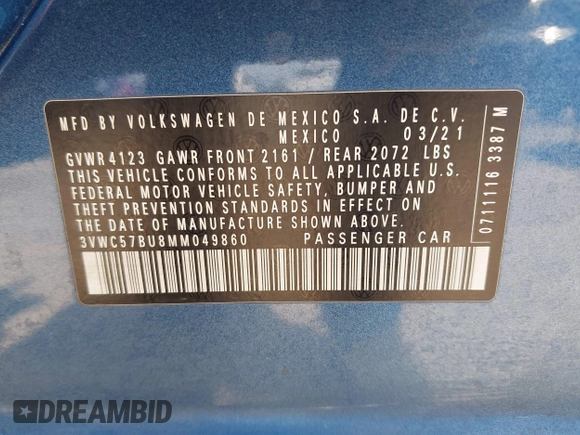 MFD BY VOLKSWAGEN DE MEXICO S.A. DE C.V.
MEXICO 03/21
GVWR 4123 GAWR FRONT 2161 / REAR 2072 LBS
THIS VEHICLE CONFORMS TO ALL APPLICABLE U.S.
FEDERAL MOTOR VEHICLE SAFETY, BUMPER AND
THEFT PREVENTION STANDARDS IN EFFECT ON
THE DATE OF MANUFACTURE SHOWN ABOVE.
3VWC57BU8MM049860 PASSENGER CAR
0711116 3387 M
DREAMBID